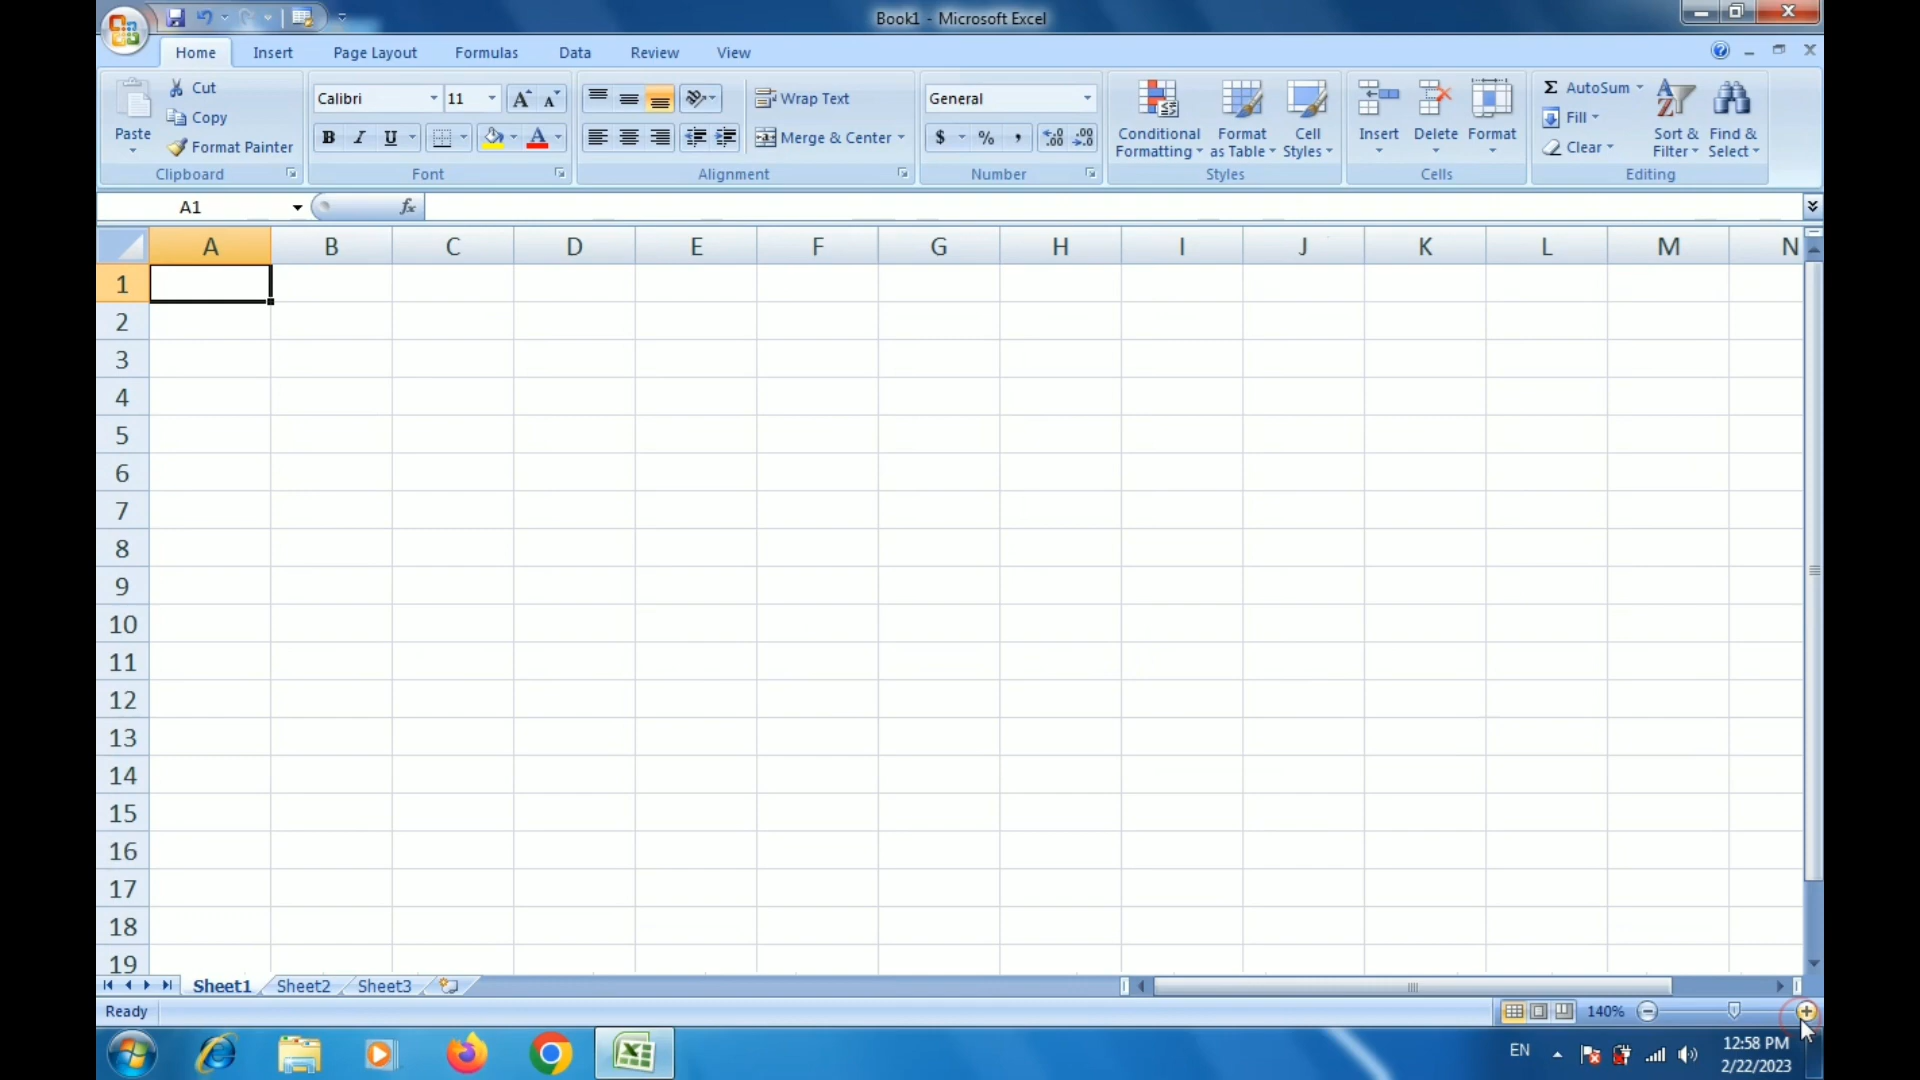 Book1 - Microsoft Excel
Home Insert Page Layout Formulas Data Review View
Paste
Cut
Copy
Format Painter
Clipboard
Calibri 11
B I U A
Font
Wrap Text
Merge & Center
Alignment
General
$ % ,
Number
Conditional Formatting
Format as Table
Cell Styles
Styles
Insert Delete Format
Cells
Σ AutoSum
Fill
Clear
Sort & Filter
Find & Select
Editing
A1 fx
A B C D E F G H I J K L M N
1
2
3
4
5
6
7
8
9
10
11
12
13
14
15
16
17
18
19
Sheet1 Sheet2 Sheet3
Ready 140%
EN 12:58 PM
2/22/2023